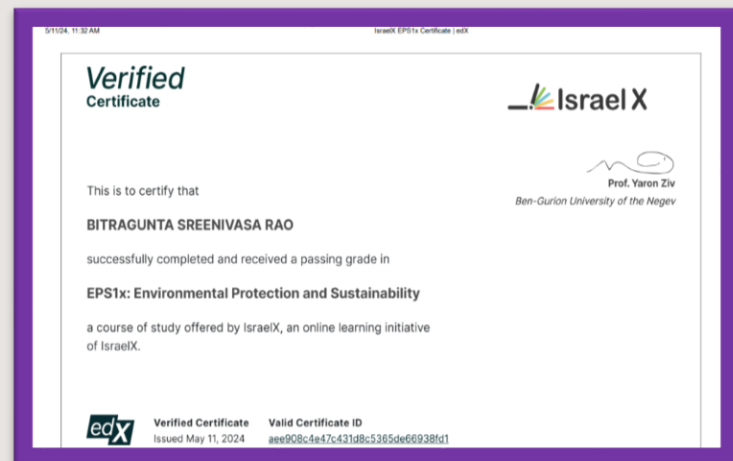 5/11/24, 11:32 AM IsraelX EPS1x Certificate | edX
Verified
Certificate
Israel X
Prof. Yaron Ziv
Ben-Gurion University of the Negev
This is to certify that
BITRAGUNTA SREENIVASA RAO
successfully completed and received a passing grade in
EPS1x: Environmental Protection and Sustainability
a course of study offered by IsraelX, an online learning initiative
of IsraelX.
edX
Verified Certificate Valid Certificate ID
Issued May 11, 2024 aee908c4e47c431d8c5365de66938fd1